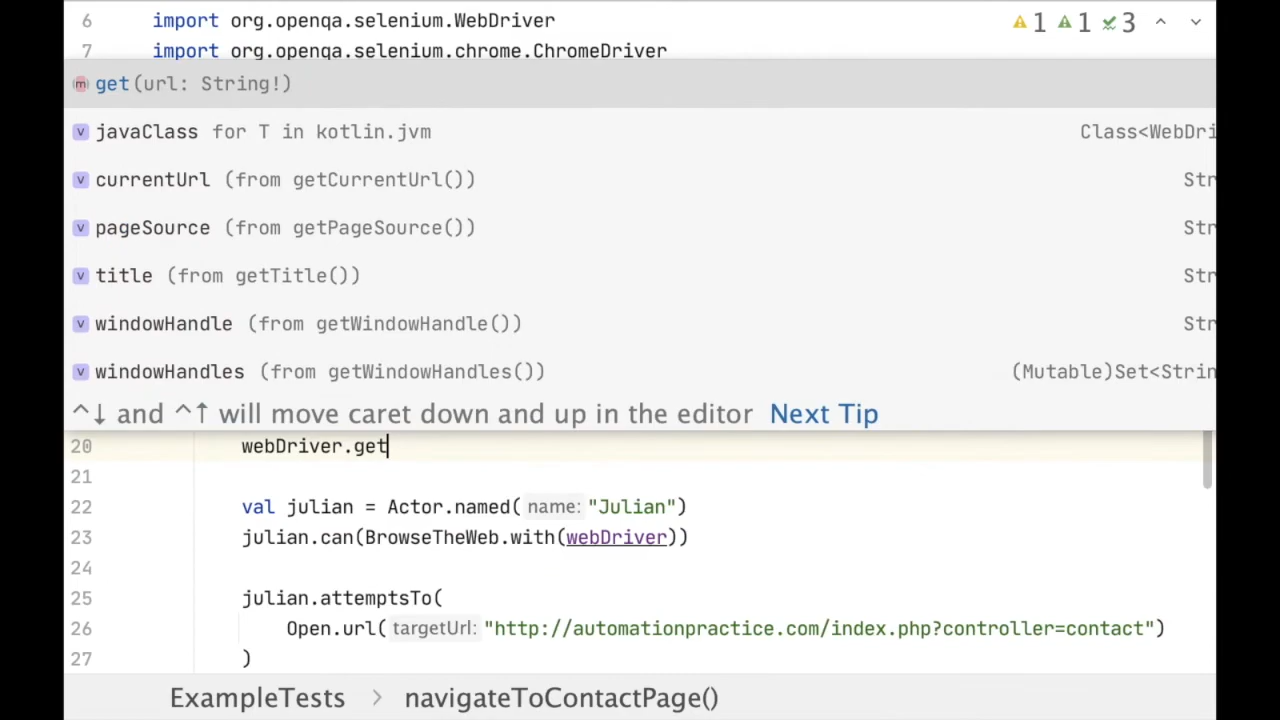 6 import org.openqa.selenium.WebDriver 1 1 3
7 import org.openqa.selenium.chrome.ChromeDriver
m get(url: String!)
v javaClass for T in kotlin.jvm Class<WebDri
v currentUrl (from getCurrentUrl()) Str
v pageSource (from getPageSource()) Str
v title (from getTitle()) Str
v windowHandle (from getWindowHandle()) Str
v windowHandles (from getWindowHandles()) (Mutable)Set<Strin
^↓ and ^↑ will move caret down and up in the editor Next Tip
20 webDriver.get
21
22 val julian = Actor.named( name: "Julian")
23 julian.can(BrowseTheWeb.with(webDriver))
24
25 julian.attemptsTo(
26 Open.url( targetUrl: "http://automationpractice.com/index.php?controller=contact")
27 )
ExampleTests > navigateToContactPage()